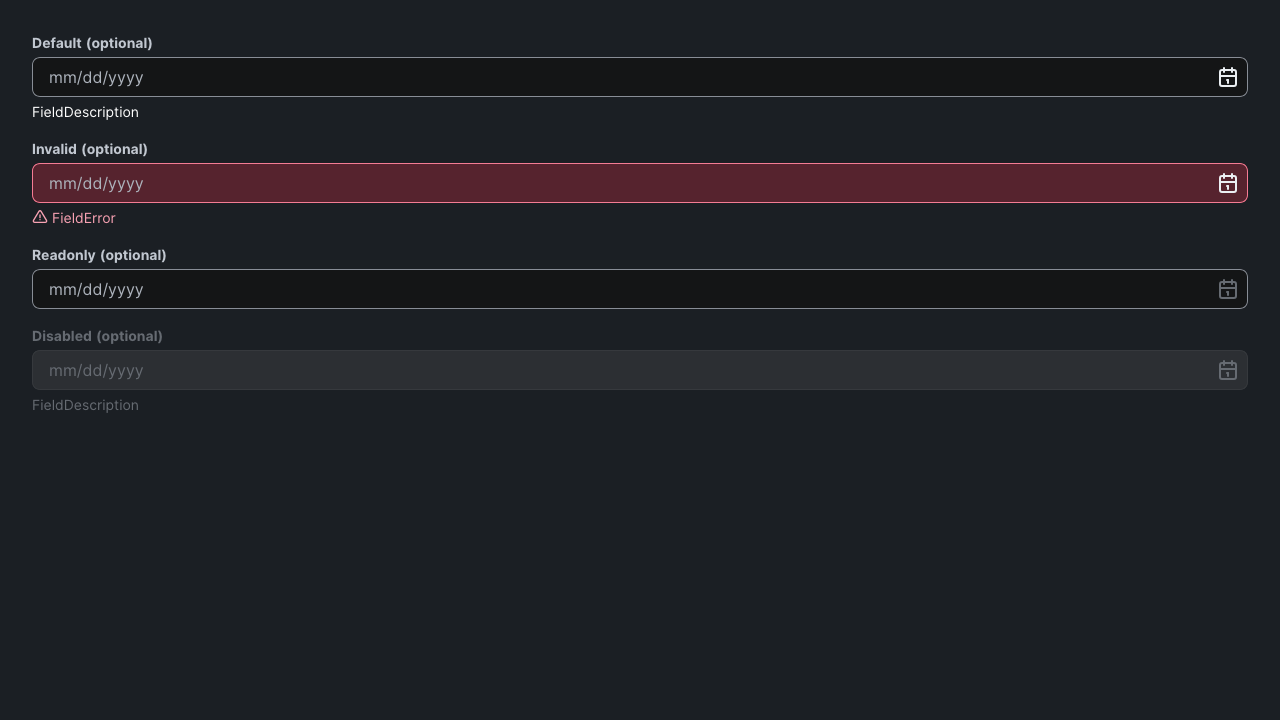 Default (optional)
mm/dd/yyyy
FieldDescription
Invalid (optional)
mm/dd/yyyy
FieldError
Readonly (optional)
mm/dd/yyyy
Disabled (optional)
mm/dd/yyyy
FieldDescription